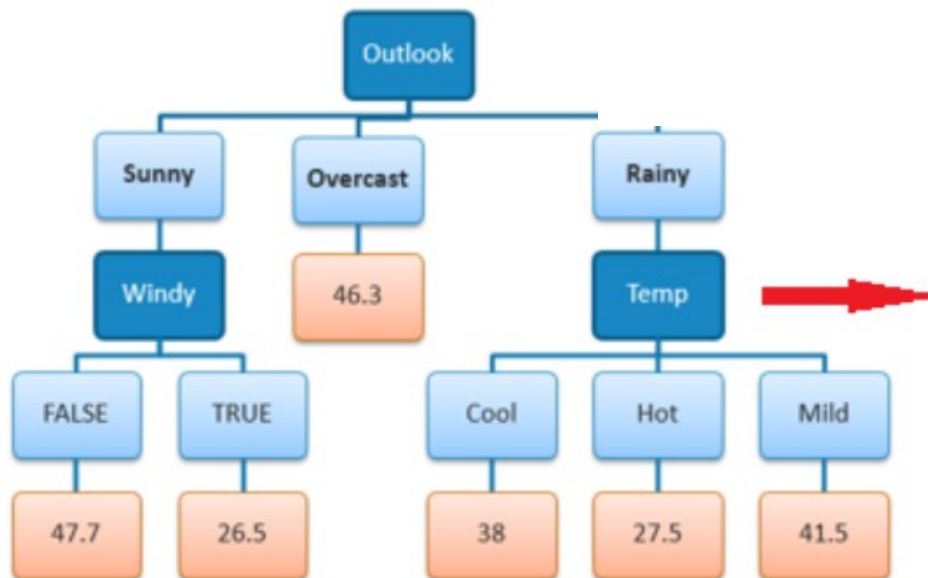 Outlook
Sunny
Overcast
Rainy
Windy
46.3
Temp
FALSE
TRUE
Cool
Hot
Mild
47.7
26.5
38
27.5
41.5